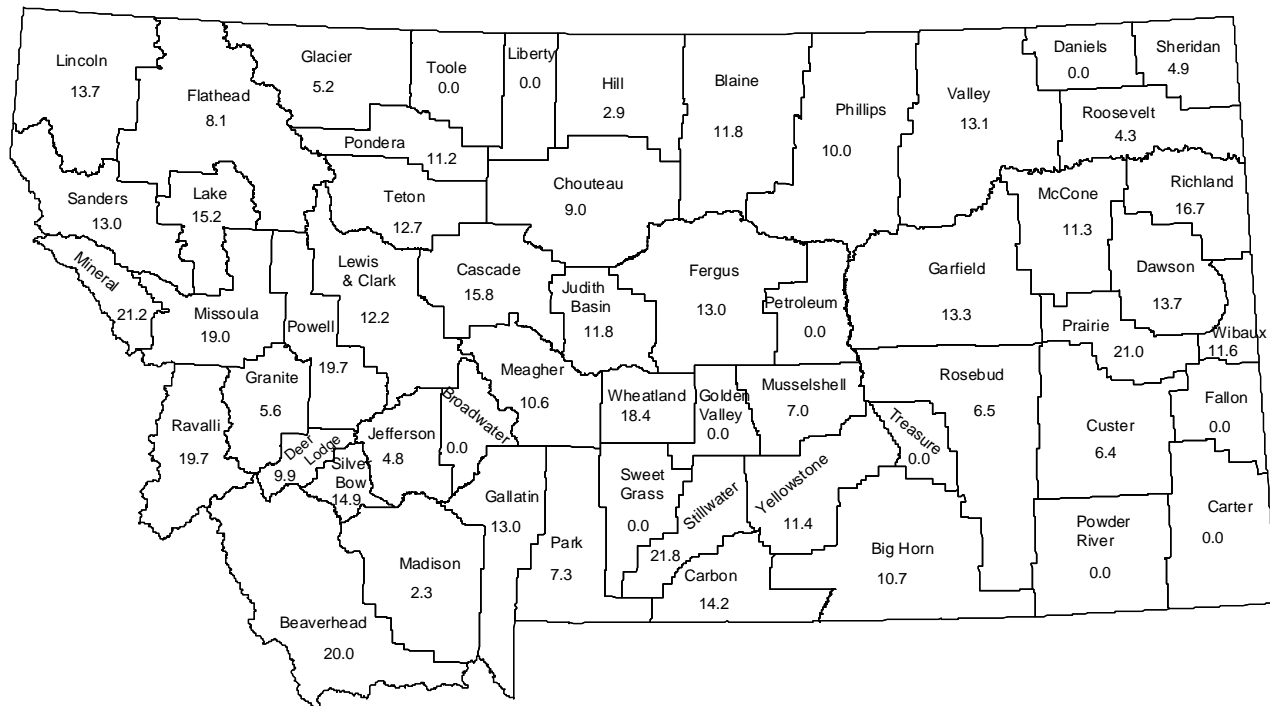 Lincoln
13.7
Flathead
8.1
Glacier
5.2
Toole
0.0
Liberty
0.0
Hill
2.9
Blaine
11.8
Phillips
10.0
Valley
13.1
Daniels
0.0
Sheridan
4.9
Roosevelt
4.3
Pondera
11.2
Teton
12.7
Chouteau
9.0
Sanders
13.0
Lake
15.2
McCone
11.3
Richland
16.7
Mineral
21.2
Missoula
19.0
Powell
19.7
Lewis
& Clark
12.2
Cascade
15.8
Judith
Basin
11.8
Fergus
13.0
Petroleum
0.0
Garfield
13.3
Dawson
13.7
Prairie
21.0
Wibaux
11.6
Ravalli
19.7
Granite
5.6
Deer
Lodge
9.9
Silver
Bow
14.9
Jefferson
4.8
Broadwater
0.0
Meagher
10.6
Wheatland
18.4
Golden
Valley
0.0
Musselshell
7.0
Rosebud
6.5
Treasure
0.0
Custer
6.4
Fallon
0.0
Beaverhead
20.0
Madison
2.3
Gallatin
13.0
Park
7.3
Sweet
Grass
0.0
Stillwater
21.8
Carbon
14.2
Yellowstone
11.4
Big Horn
10.7
Powder
River
0.0
Carter
0.0